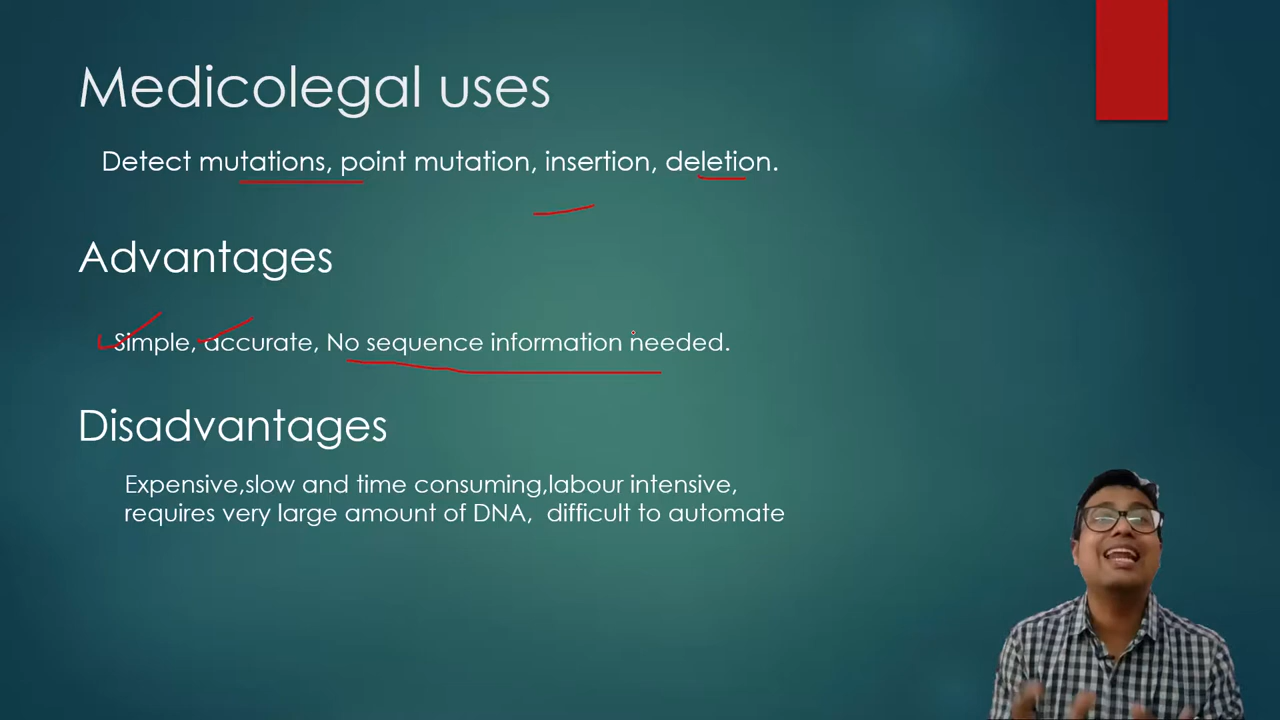 Medicolegal uses
Detect mutations, point mutation, insertion, deletion.
Advantages
Simple, accurate, No sequence information needed.
Disadvantages
Expensive,slow and time consuming,labour intensive,
requires very large amount of DNA, difficult to automate